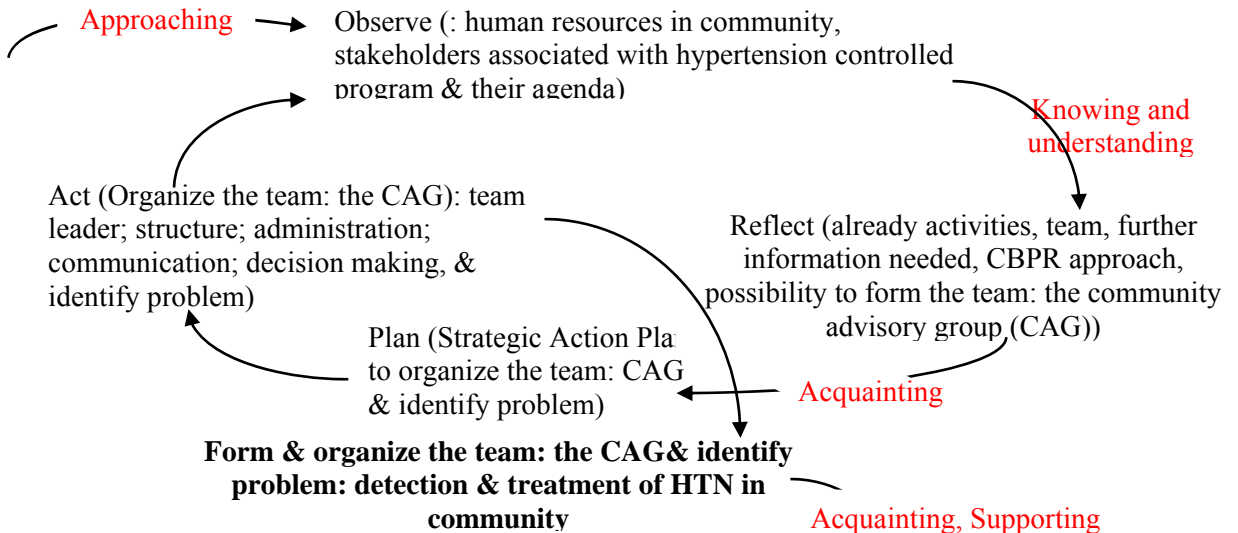 Approaching
Observe (: human resources in community,
stakeholders associated with hypertension controlled
program & their agenda)
Knowing and
understanding
Act (Organize the team: the CAG): team
leader; structure; administration;
communication; decision making, &
identify problem)
Reflect (already activities, team, further
information needed, CBPR approach,
possibility to form the team: the community
advisory group (CAG))
Plan (Strategic Action Pla
to organize the team: CAG
& identify problem)
Acquainting
Form & organize the team: the CAG& identify
problem: detection & treatment of HTN in
community
Acquainting, Supporting